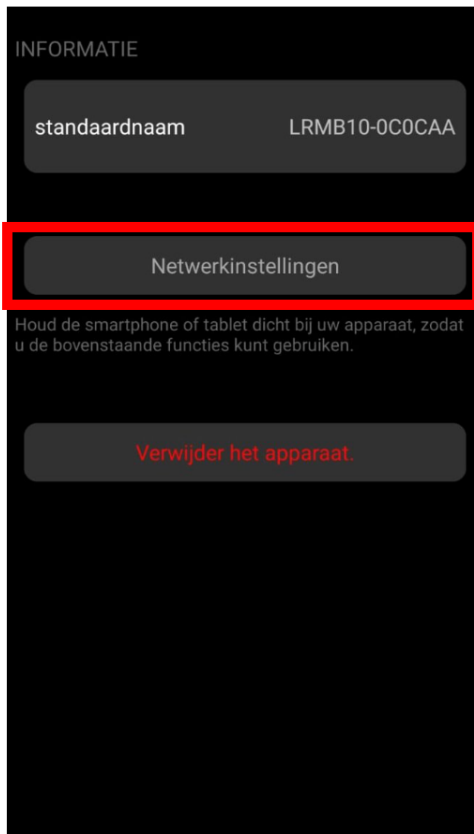 INFORMATIE
standaardnaam LRMB10-0C0CAA
Netwerkinstellingen
Houd de smartphone of tablet dicht bij uw apparaat, zodat
u de bovenstaande functies kunt gebruiken.
Verwijder het apparaat.